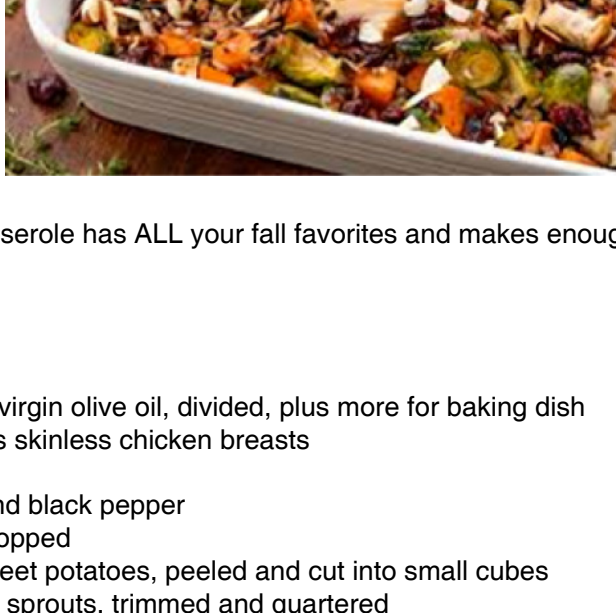 serole has ALL your fall favorites and makes enoug
virgin olive oil, divided, plus more for baking dish
s skinless chicken breasts
nd black pepper
opped
eet potatoes, peeled and cut into small cubes
sprouts, trimmed and quartered